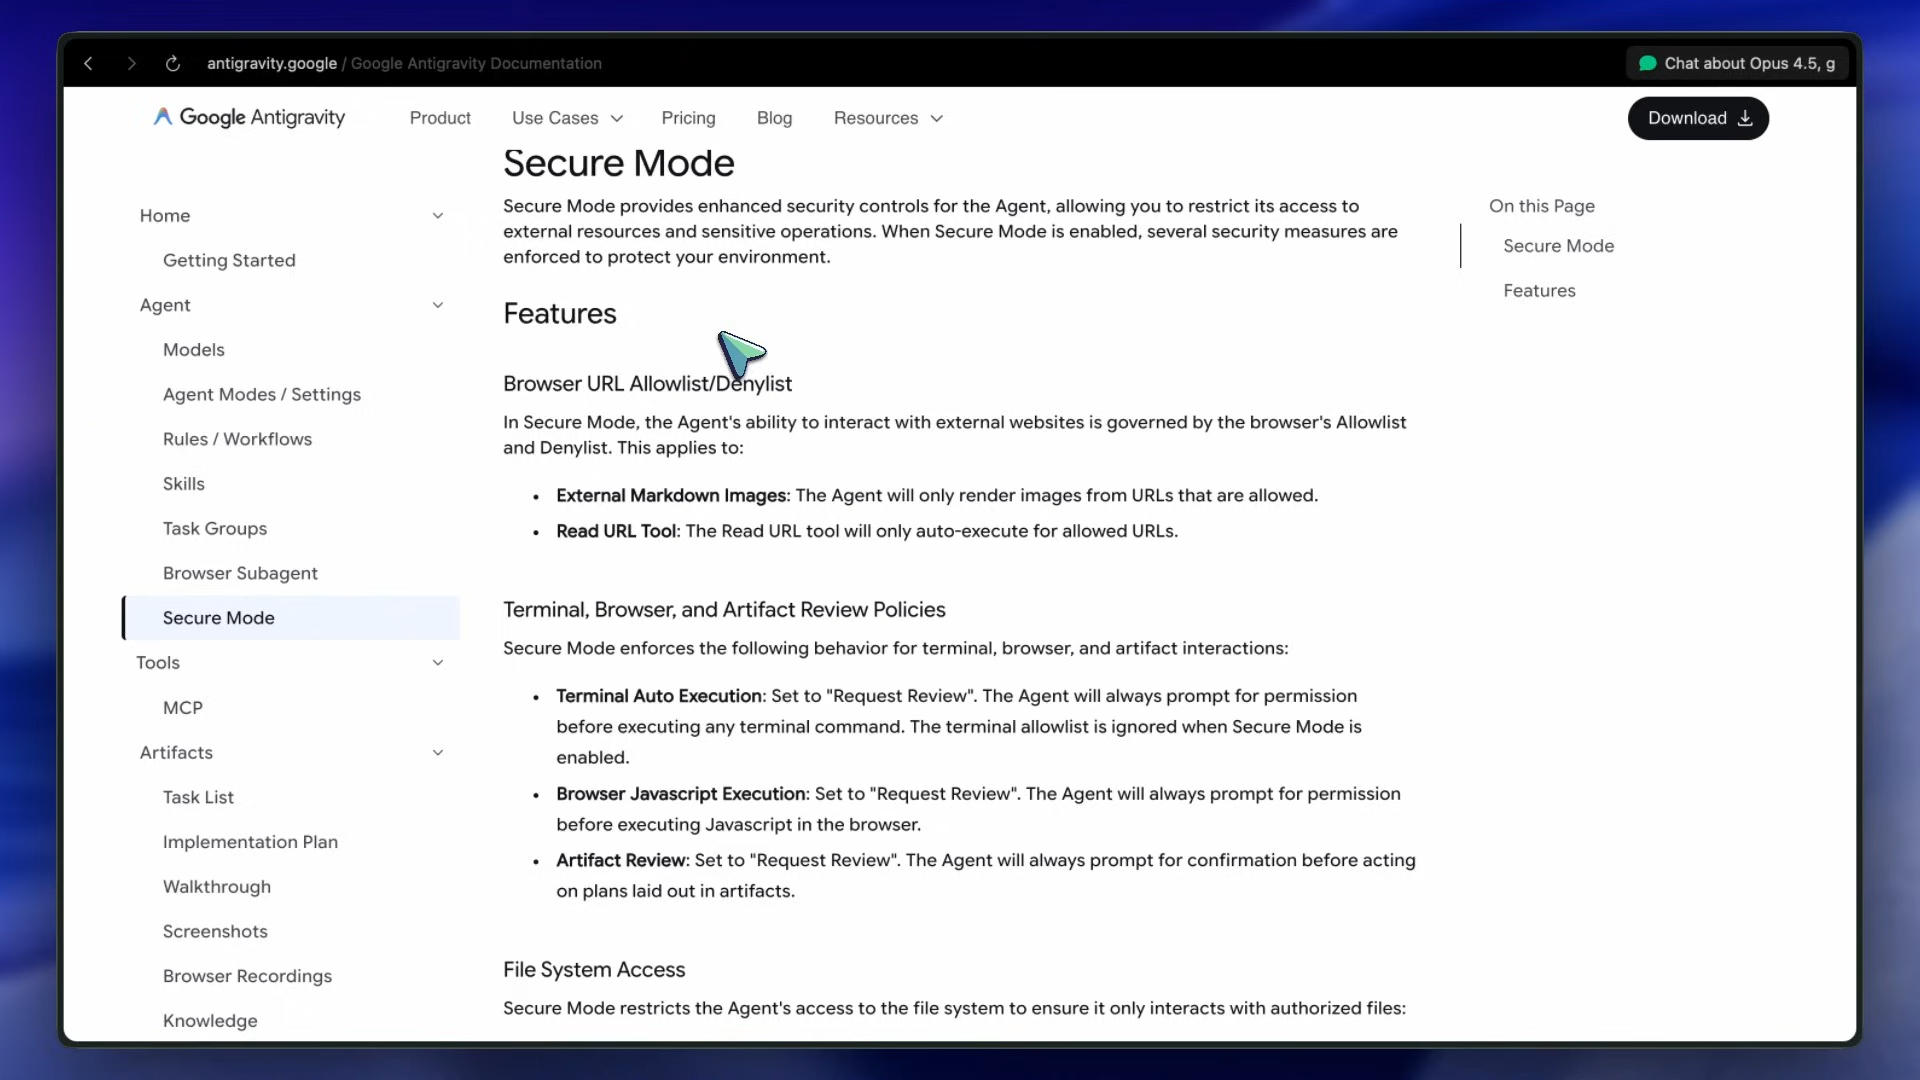 antigravity.google / Google Antigravity Documentation
Chat about Opus 4.5, g
Google Antigravity
Product
Use Cases
Pricing
Blog
Resources
Download
Home
Getting Started
Agent
Models
Agent Modes / Settings
Rules / Workflows
Skills
Task Groups
Browser Subagent
Secure Mode
Tools
MCP
Artifacts
Task List
Implementation Plan
Walkthrough
Screenshots
Browser Recordings
Knowledge
Secure Mode
Secure Mode provides enhanced security controls for the Agent, allowing you to restrict its access to
external resources and sensitive operations. When Secure Mode is enabled, several security measures are
enforced to protect your environment.
Features
Browser URL Allowlist/Denylist
In Secure Mode, the Agent's ability to interact with external websites is governed by the browser's Allowlist
and Denylist. This applies to:
• External Markdown Images: The Agent will only render images from URLs that are allowed.
• Read URL Tool: The Read URL tool will only auto-execute for allowed URLs.
Terminal, Browser, and Artifact Review Policies
Secure Mode enforces the following behavior for terminal, browser, and artifact interactions:
• Terminal Auto Execution: Set to "Request Review". The Agent will always prompt for permission
before executing any terminal command. The terminal allowlist is ignored when Secure Mode is
enabled.
• Browser Javascript Execution: Set to "Request Review". The Agent will always prompt for permission
before executing Javascript in the browser.
• Artifact Review: Set to "Request Review". The Agent will always prompt for confirmation before acting
on plans laid out in artifacts.
File System Access
Secure Mode restricts the Agent's access to the file system to ensure it only interacts with authorized files:
On this Page
Secure Mode
Features